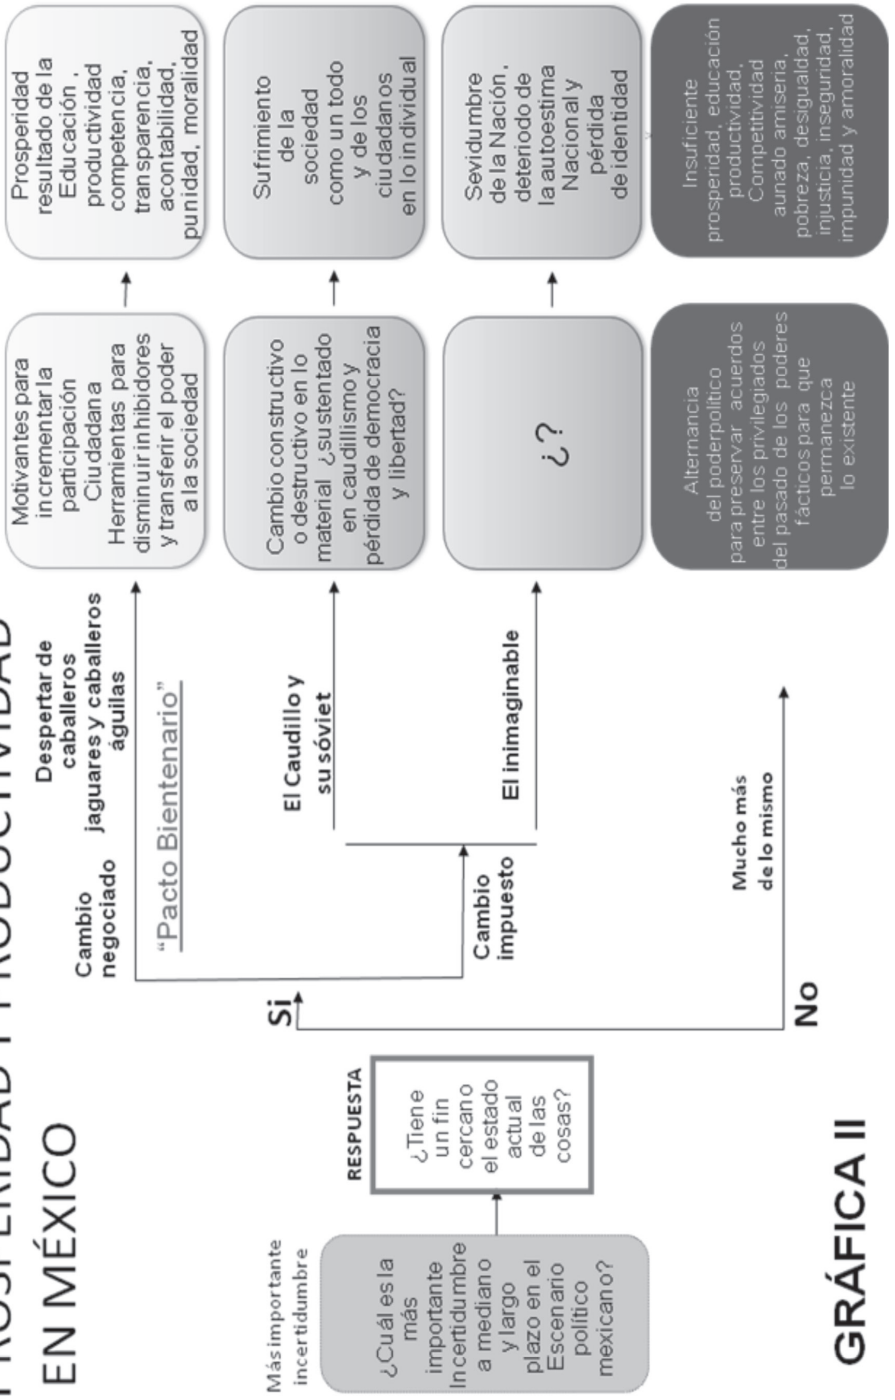 PROSPERIDAD Y PRODUCTIVIDAD
EN MÉXICO
Más importante
incertidumbre
¿Cuál es la
más
importante
Incertidumbre
a mediano
y largo
plazo en el
Escenario
político
mexicano?
RESPUESTA
¿Tiene
un fin
cercano
el estado
actual
de las
cosas?
Si
No
Cambio
negociado
Despertar de
caballeros
jaguares y caballeros
águilas
“Pacto Bientenario”
Cambio
impuesto
El Caudillo y
su sóviet
El inimaginable
Mucho más
de lo mismo
Motivantes para
incrementar la
participación
Ciudadana
Herramientas para
disminuir inhibidores
y transferir el poder
a la sociedad
Prosperidad
resultado de la
Educación ,
productividad
competencia,
transparencia,
acontabilidad,
punidad, moralidad
Cambio constructivo
o destructivo en lo
material ¿sustentado
en caudillismo y
pérdida de democracia
y libertad?
Sufrimiento
de la
sociedad
como un todo
y de los
ciudadanos
en lo individual
¿?
Sevidumbre
de la Nación,
deteriodo de
la autoestima
Nacional y
pérdida
de identidad
Alternancia
del poder político
para preservar acuerdos
entre los privilegiados
del pasado de los poderes
fácticos para que
permanezca
lo existente
Insuficiente
prosperidad, educación
productividad,
Competitividad
aunado a miseria,
pobreza, desigualdad,
injusticia, inseguridad,
impunidad y amoralidad
GRÁFICA II